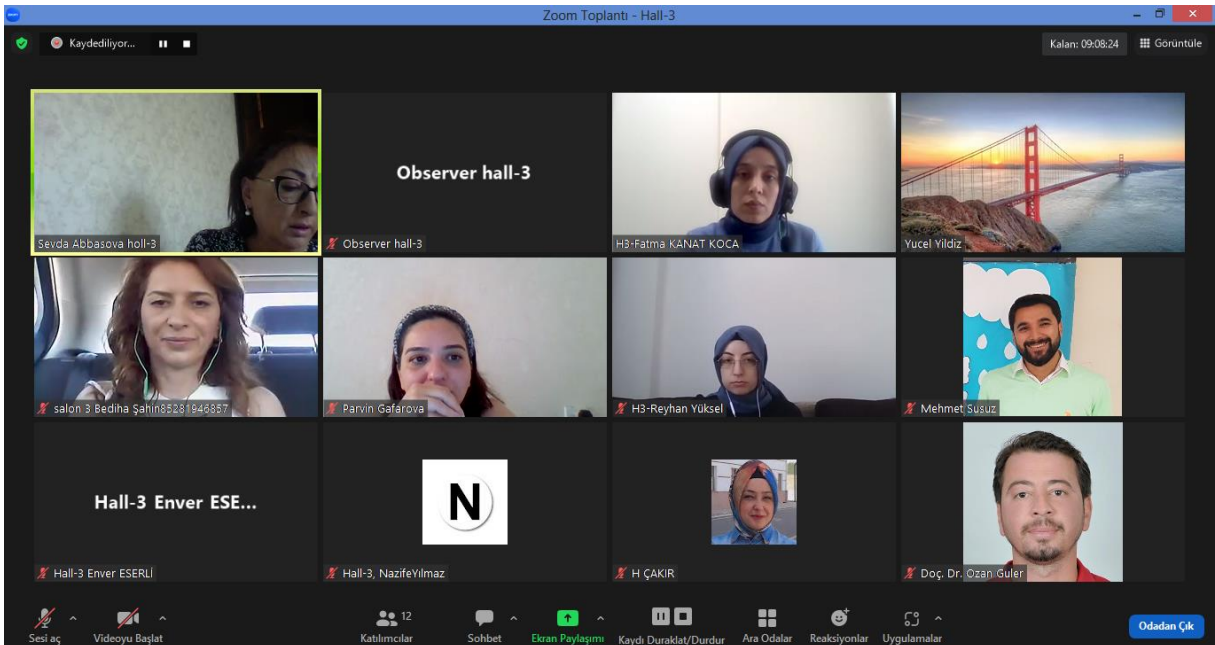 Zoom Toplantı - Hall-3
Kaydediliyor...
Kalan: 09:08:24
Görüntüle
Sevda Abbasova holl-3
Observer hall-3
Observer hall-3
H3-Fatma KANAT KOCA
Yucel Yildiz
salon 3 Bediha Şahin85281946857
Parvin Gafarova
H3-Reyhan Yüksel
Mehmet Susuz
Hall-3 Enver ESE...
Hall-3 Enver ESERLİ
N
Hall-3, NazifeYılmaz
H ÇAKIR
Doç. Dr. Ozan Guler
Sesi aç
Videoyu Başlat
12
Katılımcılar
Sohbet
Ekran Paylaşımı
Kaydı Duraklat/Durdur
Ara Odalar
Reaksiyonlar
Uygulamalar
Odadan Çık